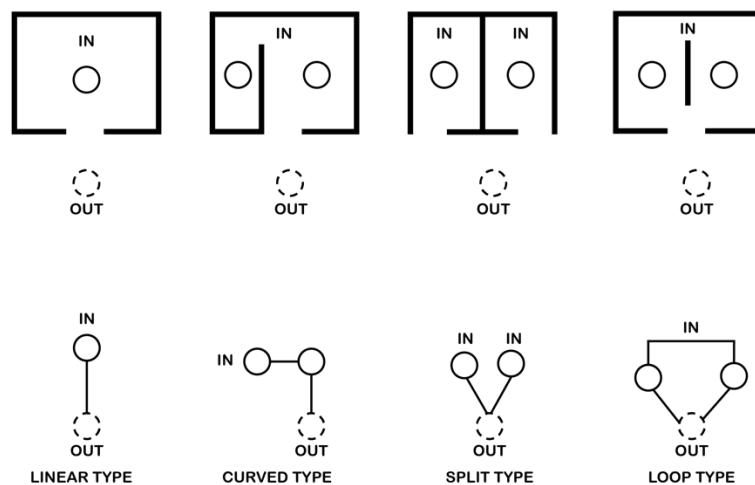 IN
IN
IN IN
IN
OUT
OUT
OUT
OUT
IN
IN
IN IN
IN
OUT
OUT
OUT
OUT
LINEAR TYPE
CURVED TYPE
SPLIT TYPE
LOOP TYPE